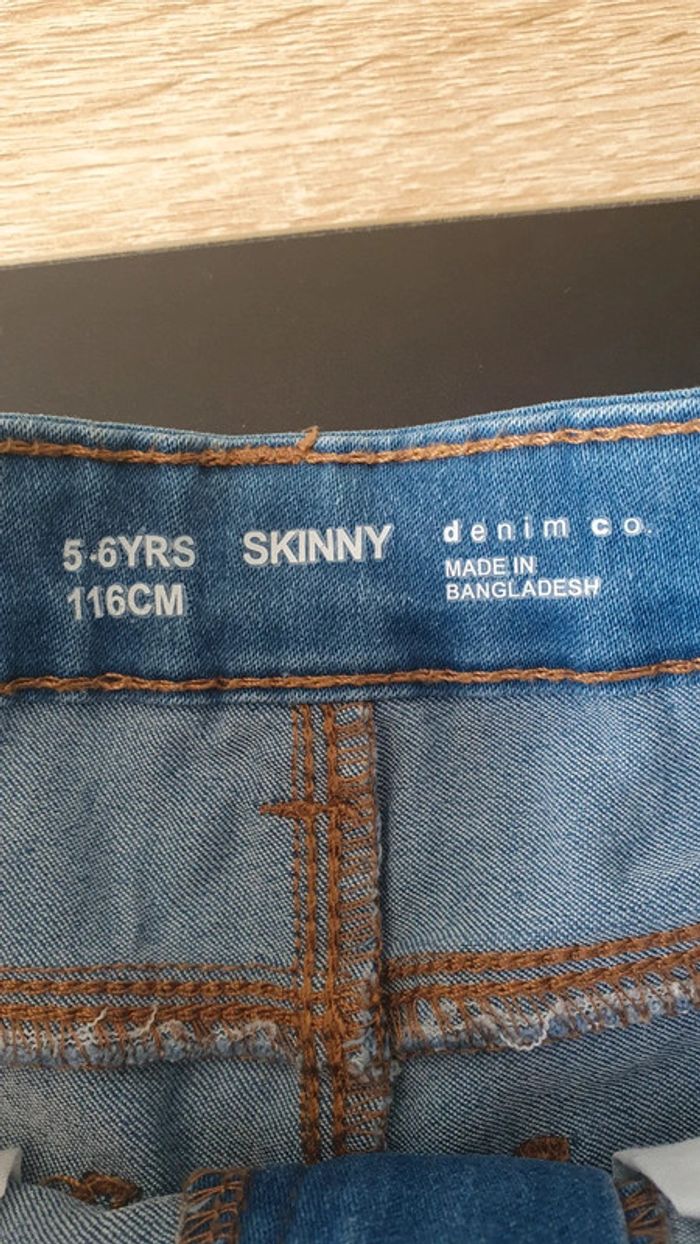 5-6YRS
116CM
SKINNY
denim co.
MADE IN
BANGLADESH